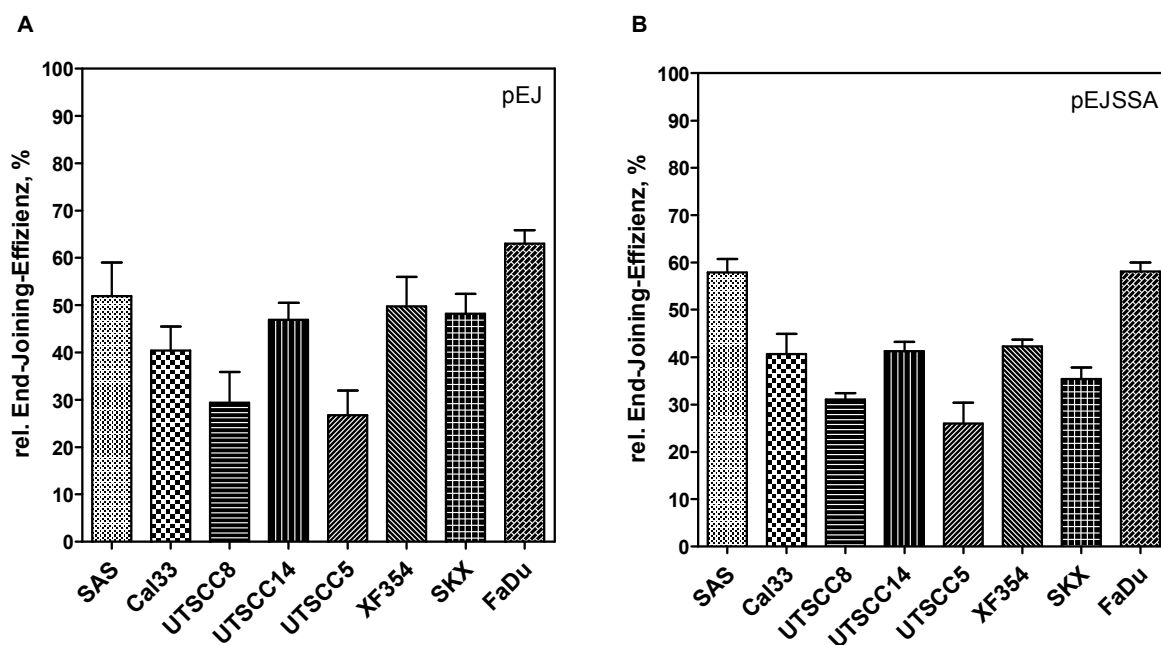 A
rel. End-Joining-Effizienz, %
100
90
80
70
60
50
40
30
20
10
0
pEJ
SAS
Cal33
UTSCC8
UTSCC14
UTSCC5
XF354
SKX
FaDu
B
rel. End-Joining-Effizienz, %
100
90
80
70
60
50
40
30
20
10
0
pEJSSA
SAS
Cal33
UTSCC8
UTSCC14
UTSCC5
XF354
SKX
FaDu